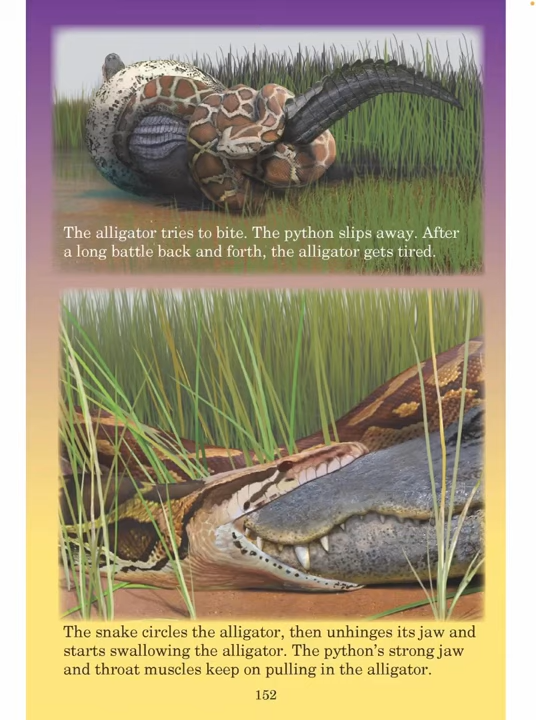 The alligator tries to bite. The python slips away. After
a long battle back and forth, the alligator gets tired.
The snake circles the alligator, then unhinges its jaw and
starts swallowing the alligator. The python’s strong jaw
and throat muscles keep on pulling in the alligator.
152